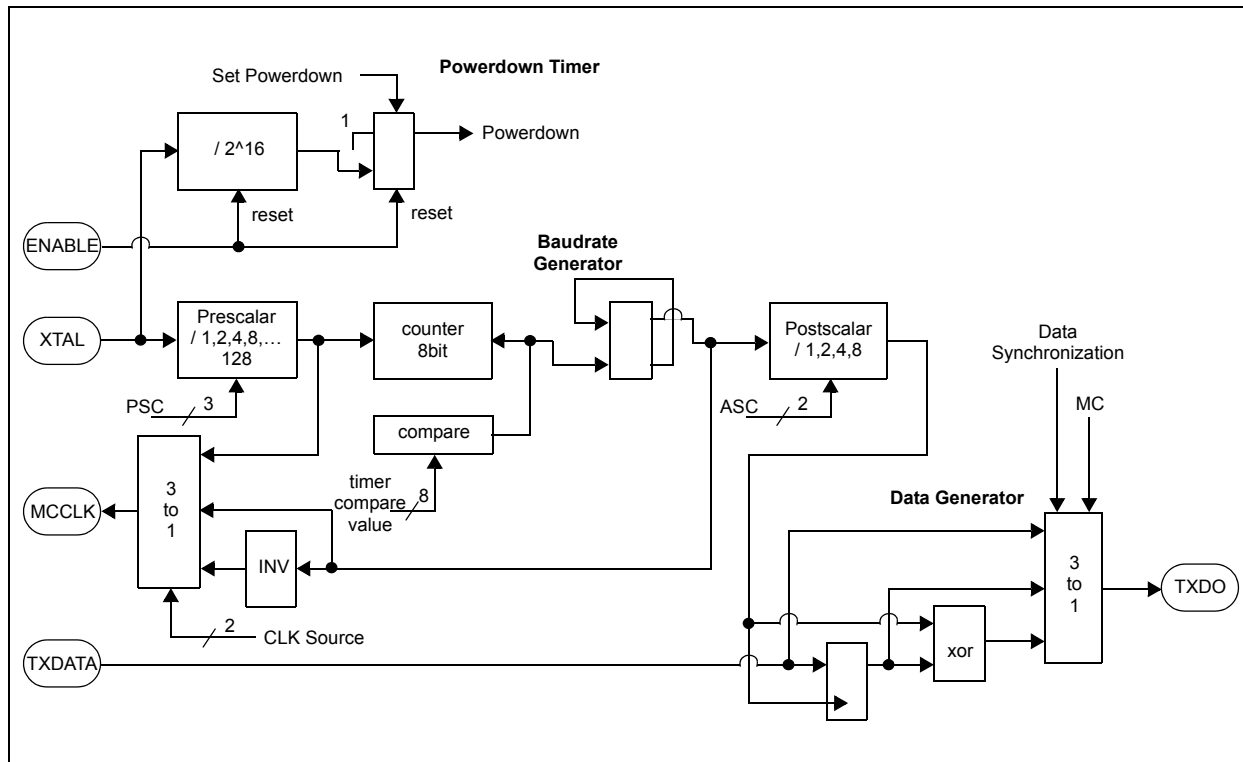 Powerdown Timer
Set Powerdown
1
Powerdown
/ 2^16
reset
reset
ENABLE
Baudrate
Generator
XTAL
Prescalar
/ 1,2,4,8,…
128
counter
8bit
Postscalar
/ 1,2,4,8
Data
Synchronization
PSC
3
ASC
2
MC
compare
3
to
1
MCCLK
timer
compare
value
8
Data Generator
INV
3
to
1
TXDO
2
CLK Source
TXDATA
xor